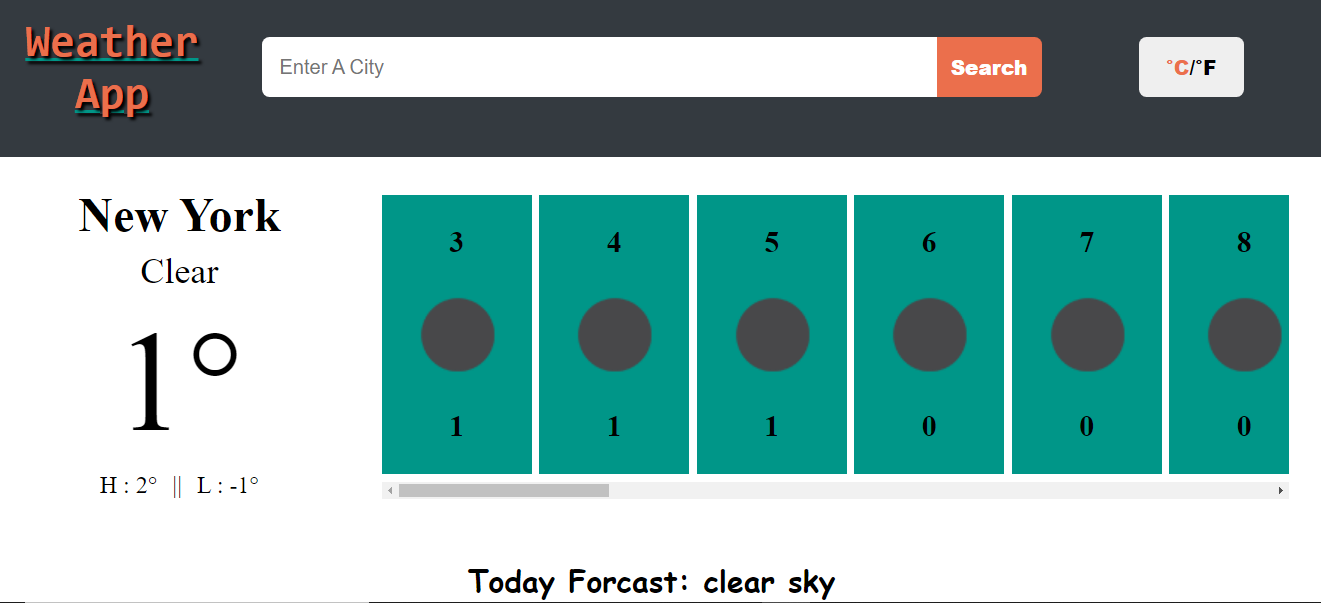 Weather
App
Enter A City
Search
°C/°F
New York
Clear
1°
H : 2° || L : -1°
3 4 5 6 7 8
1 1 1 0 0 0
Today Forcast: clear sky